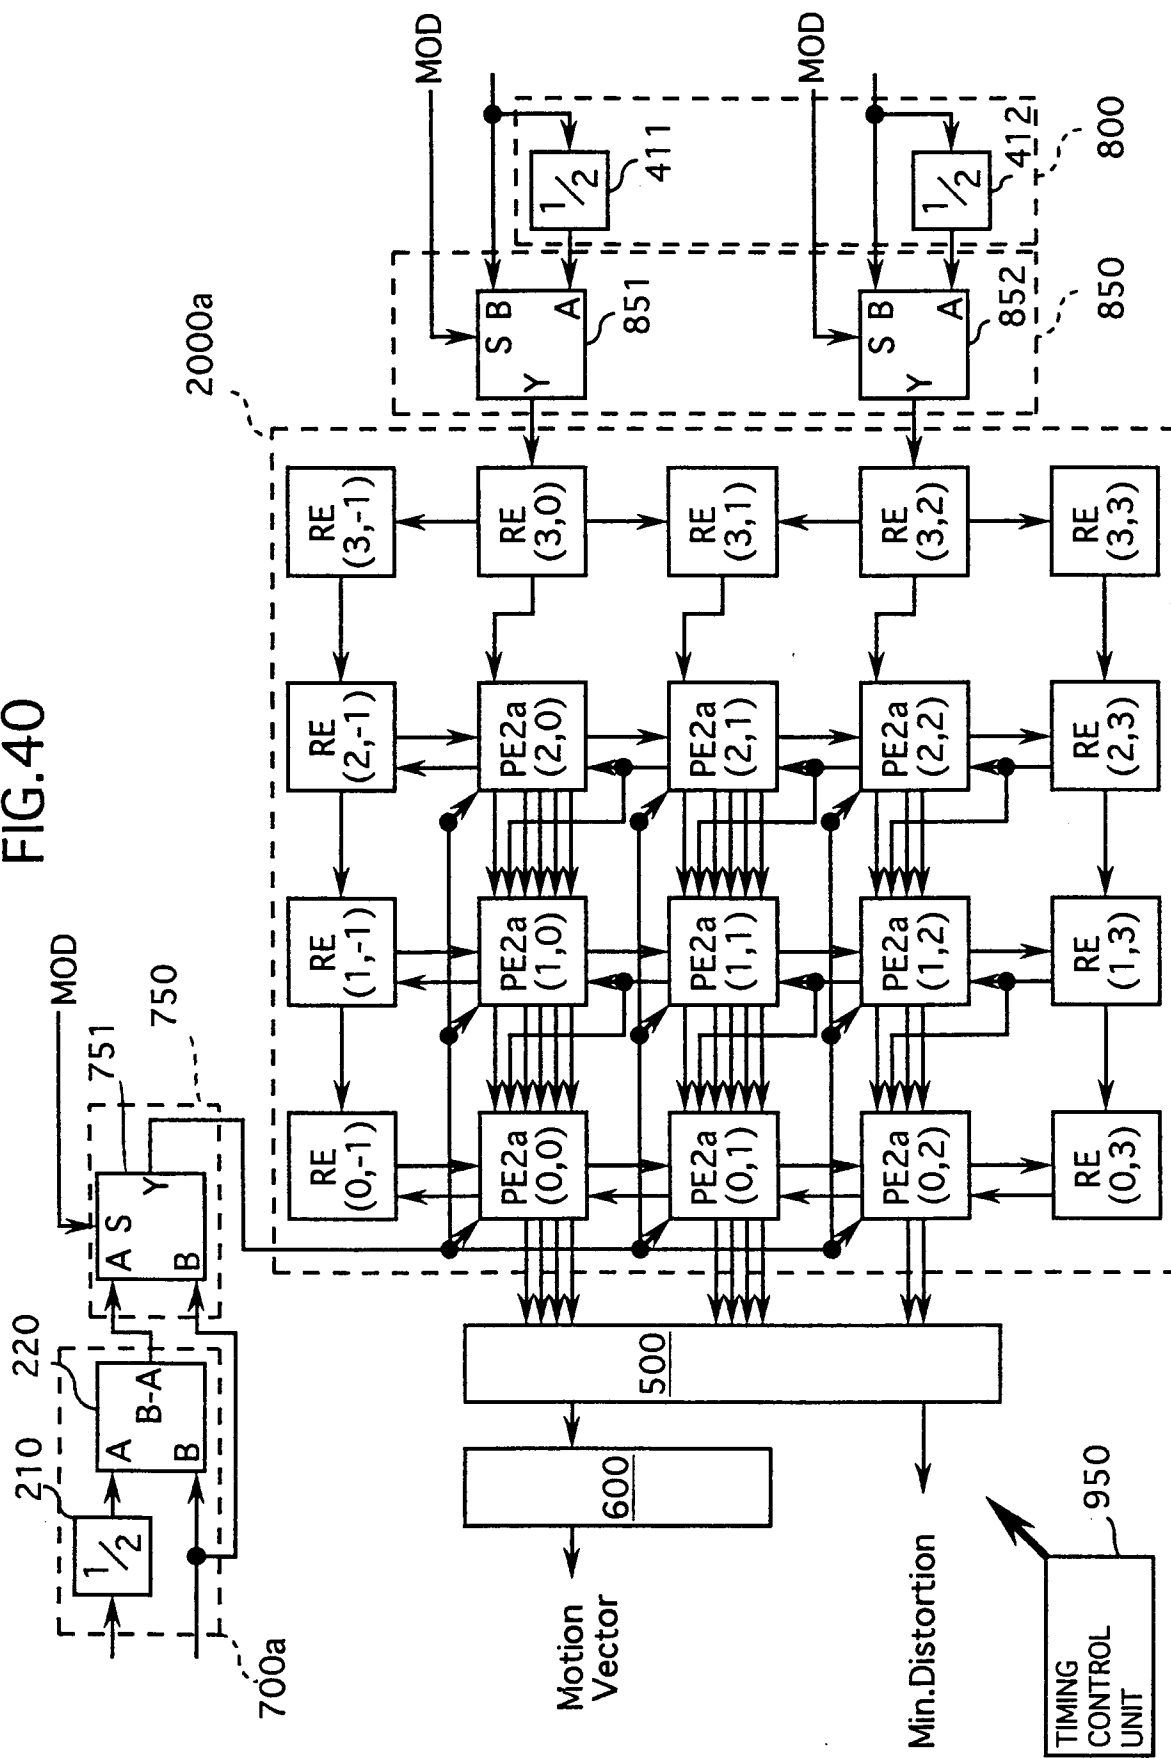 FIG.40
MOD
750
751
A S
Y
B
220
210
A
B-A
B
1/2
700a
2000a
MOD
S B
Y
A
851
1/2
411
MOD
S B
Y
A
852
850
1/2
412
800
RE
(0,-1)
RE
(1,-1)
RE
(2,-1)
RE
(3,-1)
PE2a
(0,0)
PE2a
(1,0)
PE2a
(2,0)
RE
(3,0)
PE2a
(0,1)
PE2a
(1,1)
PE2a
(2,1)
RE
(3,1)
PE2a
(0,2)
PE2a
(1,2)
PE2a
(2,2)
RE
(3,2)
RE
(0,3)
RE
(1,3)
RE
(2,3)
RE
(3,3)
500
600
Motion
Vector
Min.Distortion
TIMING
CONTROL
UNIT
950